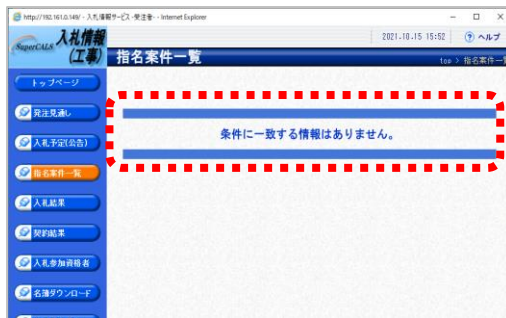 http://192.161.0.149/ - 入札情報サービス -受注者- - Internet Explorer
SuperCALS 入札情報
(工事)
2021.10.15 15:52 ? ヘルプ
指名案件一覧
top > 指名案件一
トップページ
発注見通し
入札予定(公告)
指名案件一覧
入札結果
契約結果
入札参加資格者
名簿ダウンロード
条件に一致する情報はありません。